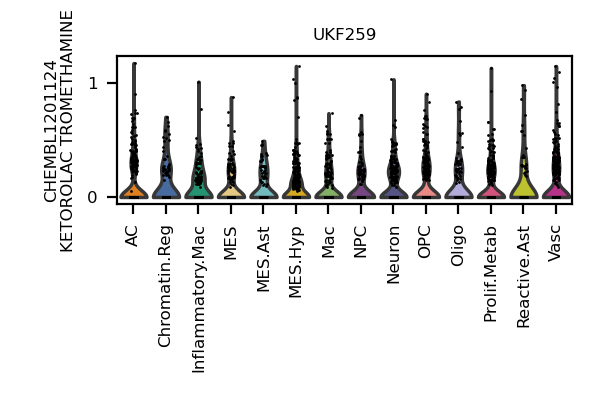 UKF259
CHEMBL1201124
KETOROLAC TROMETHAMINE
1
0
AC
Chromatin.Reg
Inflammatory.Mac
MES
MES.Ast
MES.Hyp
Mac
NPC
Neuron
OPC
Oligo
Prolif.Metab
Reactive.Ast
Vasc